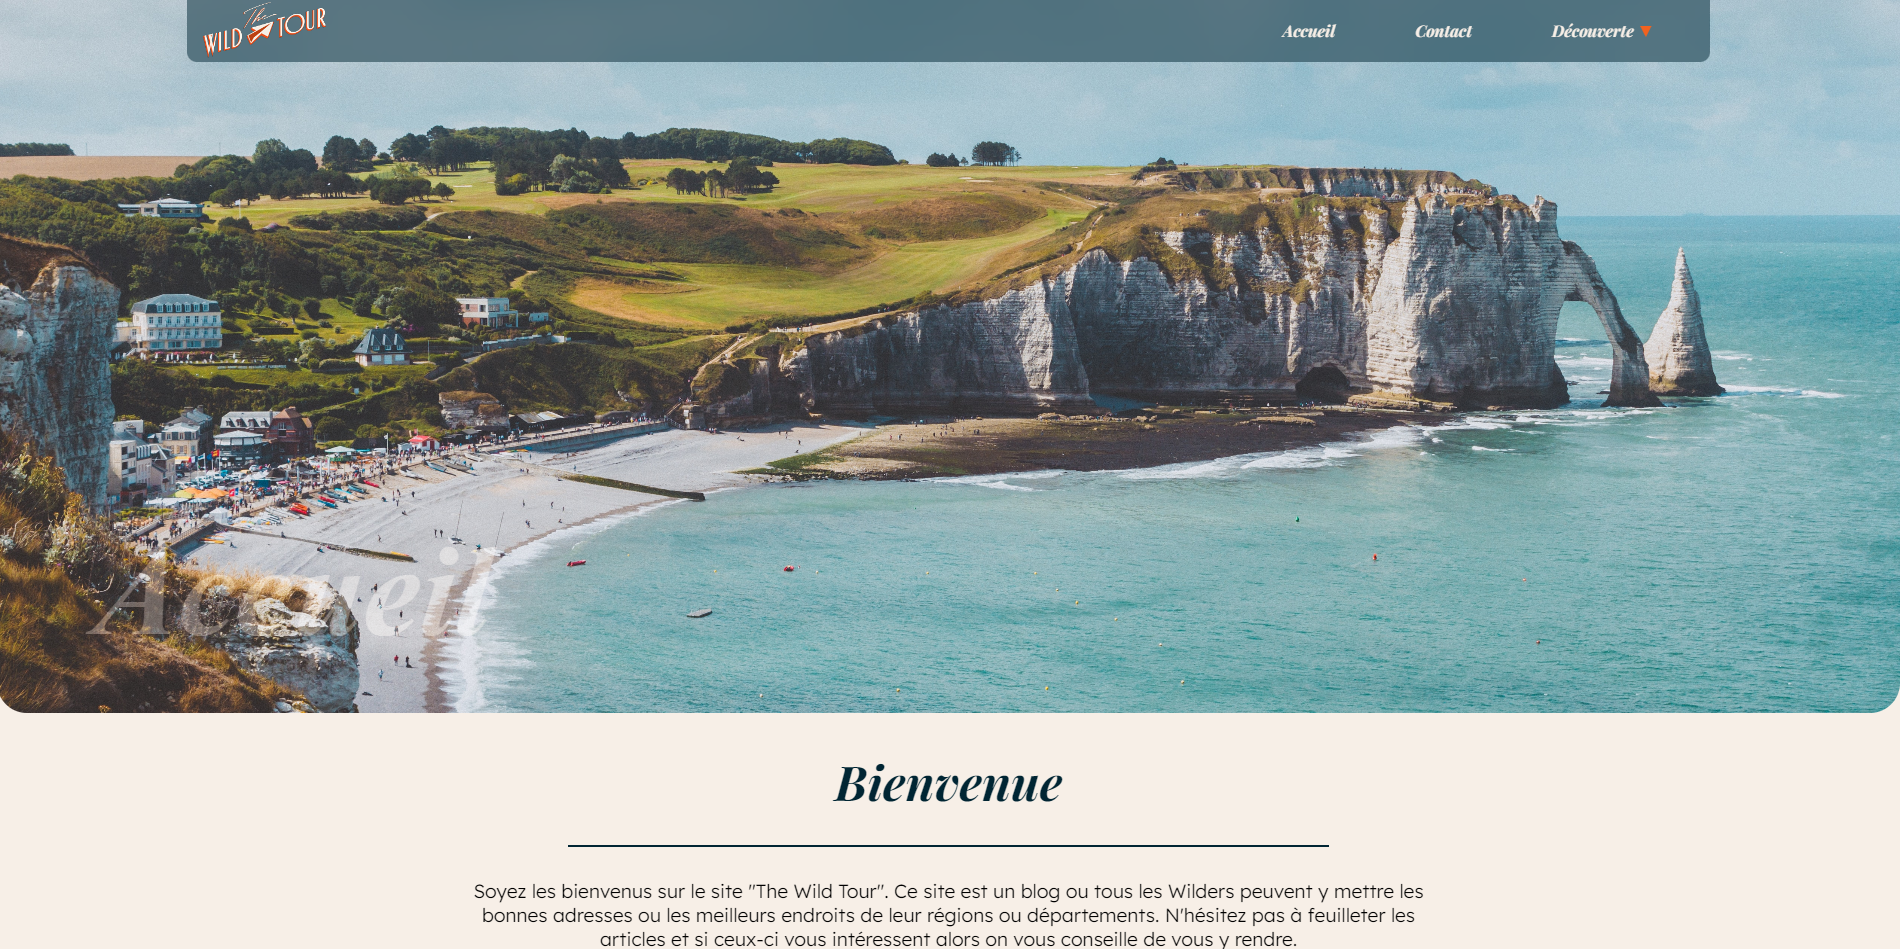 The
WILD TOUR
Accueil Contact Découverte ▼
Accueil
Bienvenue
Soyez les bienvenus sur le site "The Wild Tour". Ce site est un blog ou tous les Wilders peuvent y mettre les
bonnes adresses ou les meilleurs endroits de leur régions ou départements. N'hésitez pas à feuilleter les
articles et si ceux-ci vous intéressent alors on vous conseille de vous y rendre.